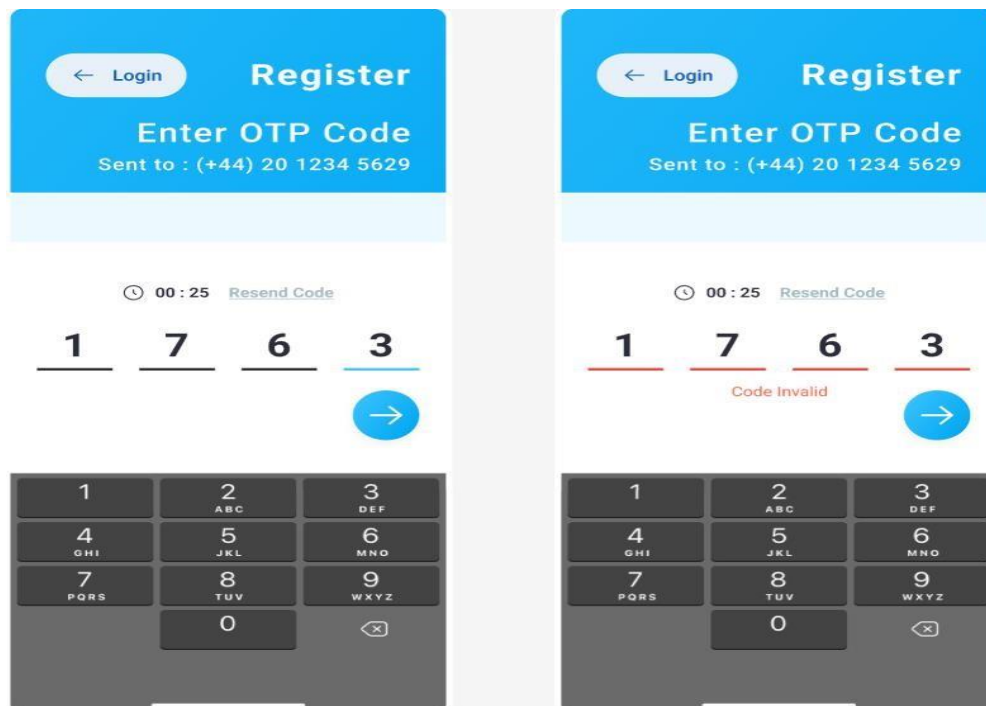 ← Login
Register
Enter OTP Code
Sent to : (+44) 20 1234 5629
00 : 25 Resend Code
1 7 6 3
1 2 3
ABC DEF
4 5 6
GHI JKL MNO
7 8 9
PQRS TUV WXYZ
0
← Login
Register
Enter OTP Code
Sent to : (+44) 20 1234 5629
00 : 25 Resend Code
1 7 6 3
Code Invalid
1 2 3
ABC DEF
4 5 6
GHI JKL MNO
7 8 9
PQRS TUV WXYZ
0